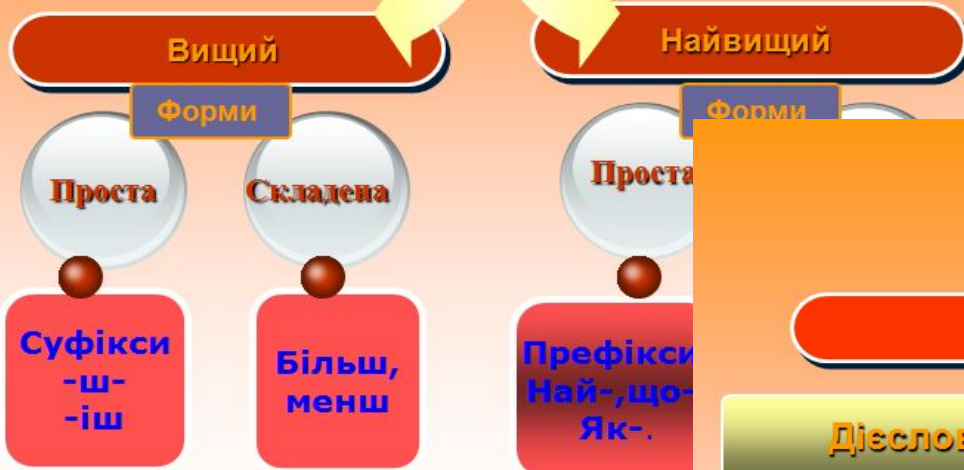 Вищий
Найвищий
Форми
Форми
Проста
Складена
Проста
Суфікси
-ш-
-іш
Більш,
менш
Префікси
Най-,що-
Як-.